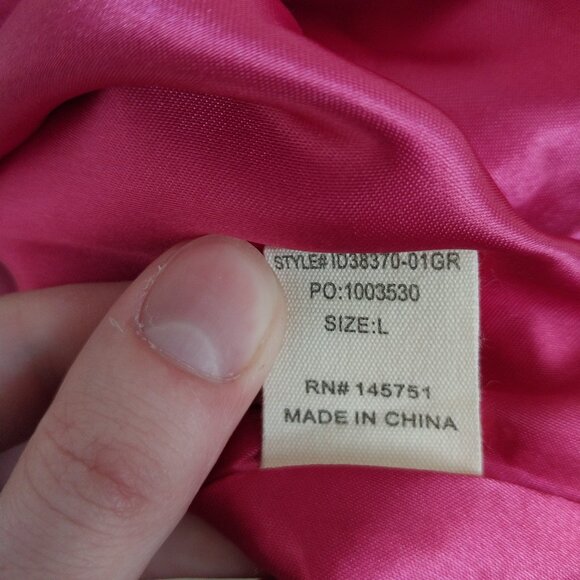 STYLE# ID38370-01GR
PO:1003530
SIZE:L
RN# 145751
MADE IN CHINA